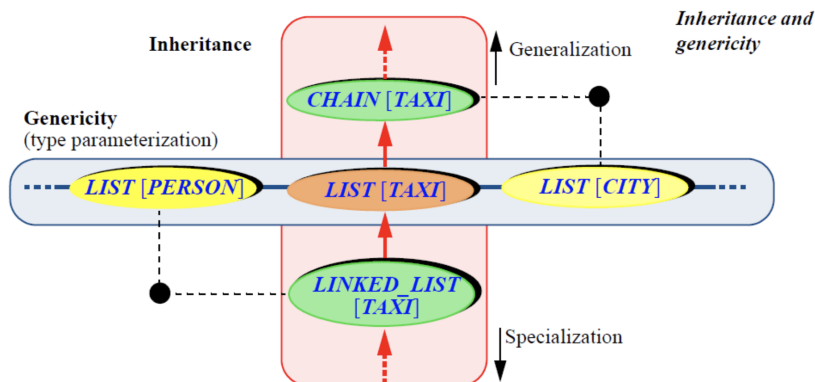 Inheritance and
genericity
Inheritance
Generalization
CHAIN [TAXI]
Genericity
(type parameterization)
LIST [PERSON]
LIST [TAXI]
LIST [CITY]
LINKED_LIST
[TAXI]
Specialization